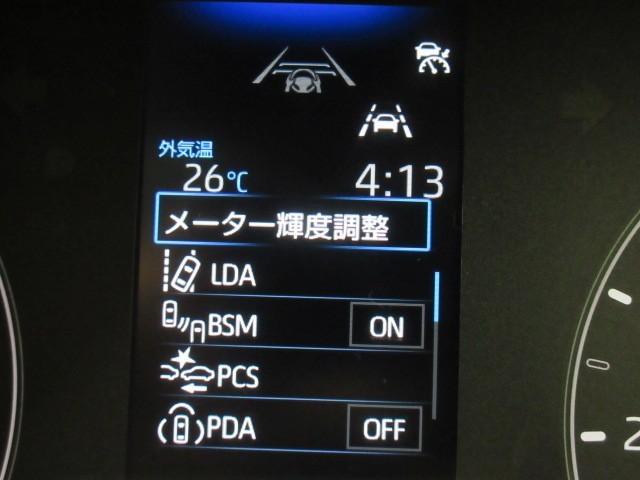 外気温
26℃ 4:13
メーター輝度調整
LDA
BSM ON
PCS
PDA OFF
2